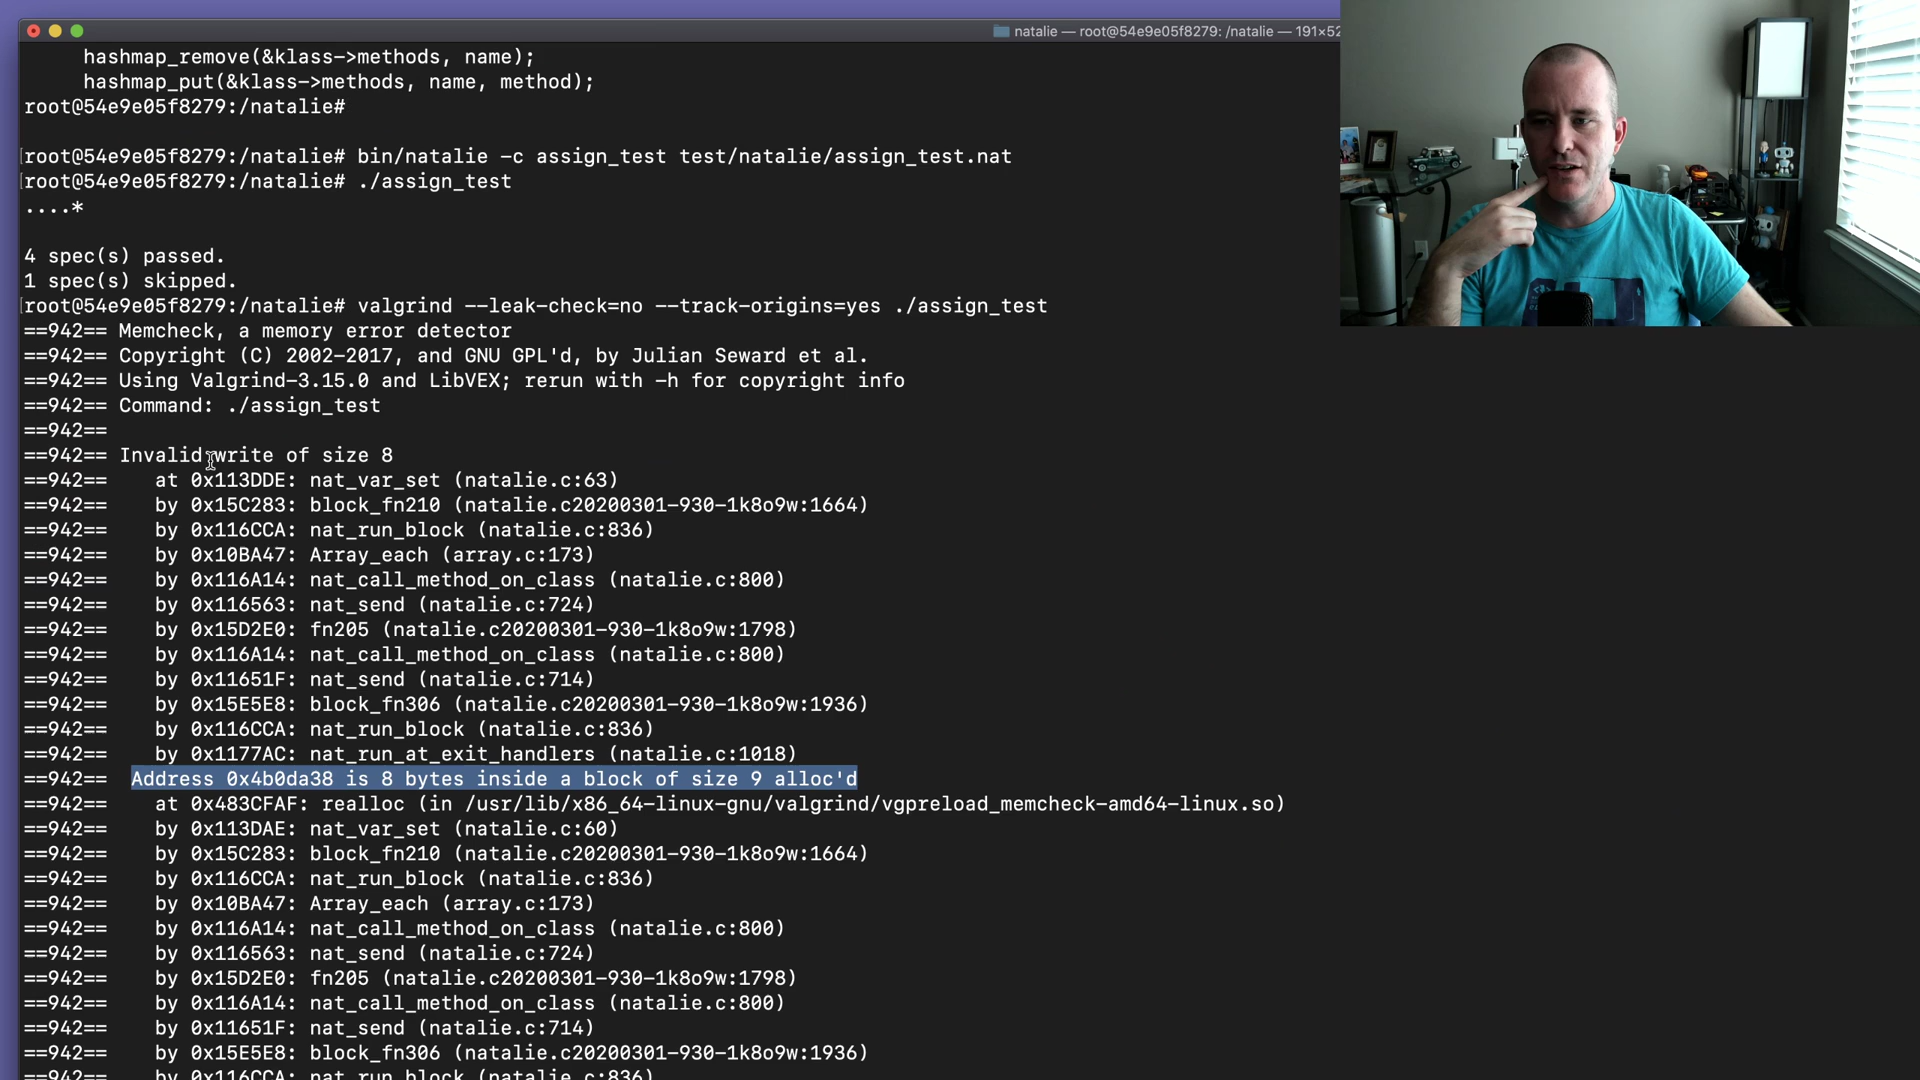 natalie — root@54e9e05f8279: /natalie — 191×52
hashmap_remove(&klass->methods, name);
hashmap_put(&klass->methods, name, method);
root@54e9e05f8279:/natalie#
[root@54e9e05f8279:/natalie# bin/natalie -c assign_test test/natalie/assign_test.nat
[root@54e9e05f8279:/natalie# ./assign_test
....*
4 spec(s) passed.
1 spec(s) skipped.
[root@54e9e05f8279:/natalie# valgrind --leak-check=no --track-origins=yes ./assign_test
==942== Memcheck, a memory error detector
==942== Copyright (C) 2002-2017, and GNU GPL'd, by Julian Seward et al.
==942== Using Valgrind-3.15.0 and LibVEX; rerun with -h for copyright info
==942== Command: ./assign_test
==942==
==942== Invalid write of size 8
==942==    at 0x113DDE: nat_var_set (natalie.c:63)
==942==    by 0x15C283: block_fn210 (natalie.c20200301-930-1k8o9w:1664)
==942==    by 0x116CCA: nat_run_block (natalie.c:836)
==942==    by 0x10BA47: Array_each (array.c:173)
==942==    by 0x116A14: nat_call_method_on_class (natalie.c:800)
==942==    by 0x116563: nat_send (natalie.c:724)
==942==    by 0x15D2E0: fn205 (natalie.c20200301-930-1k8o9w:1798)
==942==    by 0x116A14: nat_call_method_on_class (natalie.c:800)
==942==    by 0x11651F: nat_send (natalie.c:714)
==942==    by 0x15E5E8: block_fn306 (natalie.c20200301-930-1k8o9w:1936)
==942==    by 0x116CCA: nat_run_block (natalie.c:836)
==942==    by 0x1177AC: nat_run_at_exit_handlers (natalie.c:1018)
==942==  Address 0x4b0da38 is 8 bytes inside a block of size 9 alloc'd
==942==    at 0x483CFAF: realloc (in /usr/lib/x86_64-linux-gnu/valgrind/vgpreload_memcheck-amd64-linux.so)
==942==    by 0x113DAE: nat_var_set (natalie.c:60)
==942==    by 0x15C283: block_fn210 (natalie.c20200301-930-1k8o9w:1664)
==942==    by 0x116CCA: nat_run_block (natalie.c:836)
==942==    by 0x10BA47: Array_each (array.c:173)
==942==    by 0x116A14: nat_call_method_on_class (natalie.c:800)
==942==    by 0x116563: nat_send (natalie.c:724)
==942==    by 0x15D2E0: fn205 (natalie.c20200301-930-1k8o9w:1798)
==942==    by 0x116A14: nat_call_method_on_class (natalie.c:800)
==942==    by 0x11651F: nat_send (natalie.c:714)
==942==    by 0x15E5E8: block_fn306 (natalie.c20200301-930-1k8o9w:1936)
==942==    by 0x116CCA: nat_run_block (natalie.c:836)